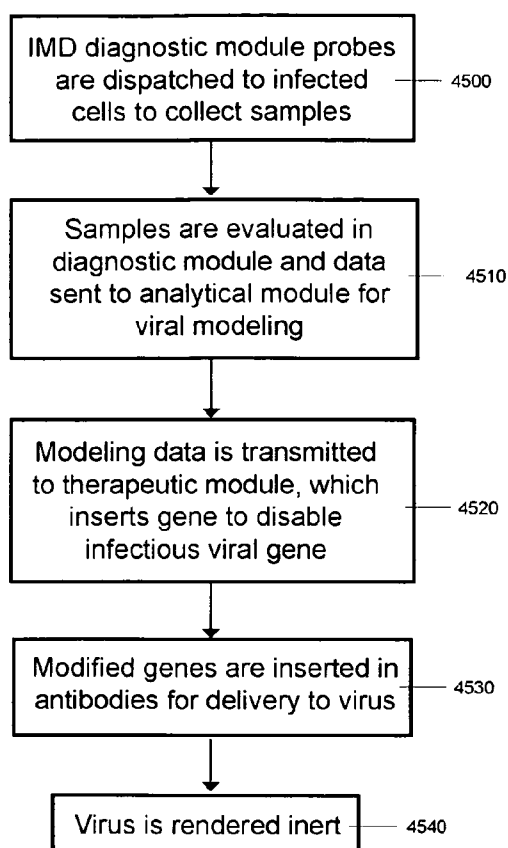 IMD diagnostic module probes
are dispatched to infected
cells to collect samples
4500
Samples are evaluated in
diagnostic module and data
sent to analytical module for
viral modeling
4510
Modeling data is transmitted
to therapeutic module, which
inserts gene to disable
infectious viral gene
4520
Modified genes are inserted in
antibodies for delivery to virus
4530
Virus is rendered inert
4540